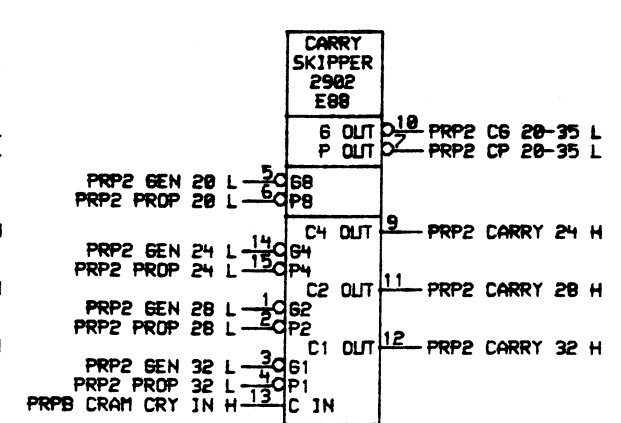 CARRY
SKIPPER
2902
E88
G OUT 10 PRP2 CG 20-35 L
P OUT 7 PRP2 CP 20-35 L
PRP2 GEN 20 L 5 G8
PRP2 PROP 20 L 6 P8
C4 OUT 9 PRP2 CARRY 24 H
PRP2 GEN 24 L 14 G4
PRP2 PROP 24 L 15 P4
C2 OUT 11 PRP2 CARRY 28 H
PRP2 GEN 28 L 1 G2
PRP2 PROP 28 L 2 P2
C1 OUT 12 PRP2 CARRY 32 H
PRP2 GEN 32 L 3 G1
PRP2 PROP 32 L 4 P1
PRPB CRAM CRY IN H 13 C IN